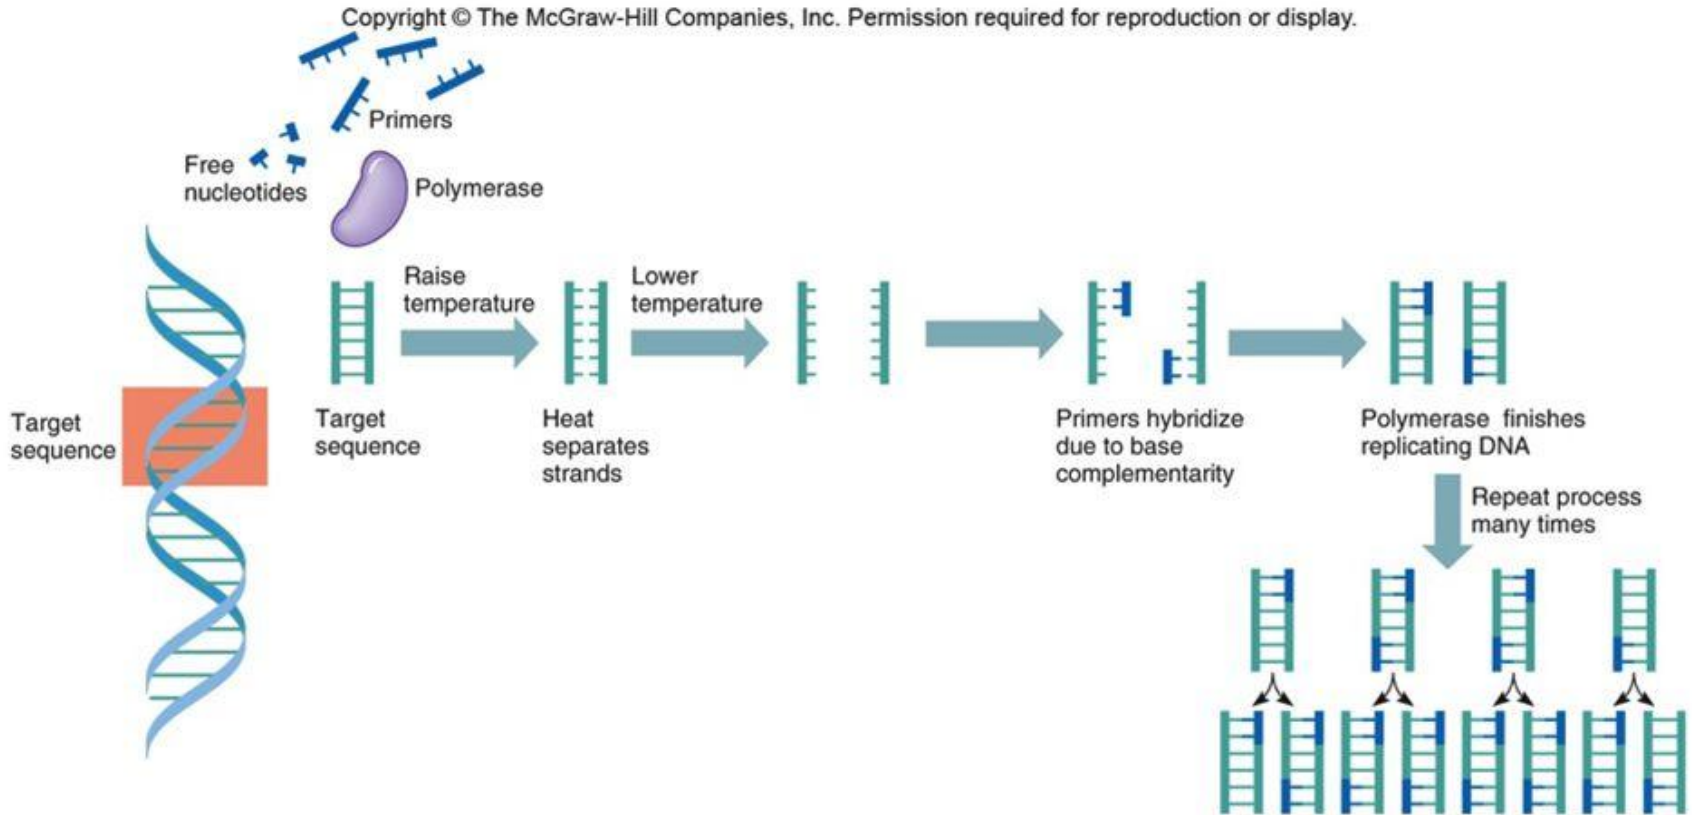 Copyright © The McGraw-Hill Companies, Inc. Permission required for reproduction or display.
Primers
Free
nucleotides
Polymerase
Raise
temperature
Lower
temperature
Target
sequence
Target
sequence
Heat
separates
strands
Primers hybridize
due to base
complementarity
Polymerase finishes
replicating DNA
Repeat process
many times